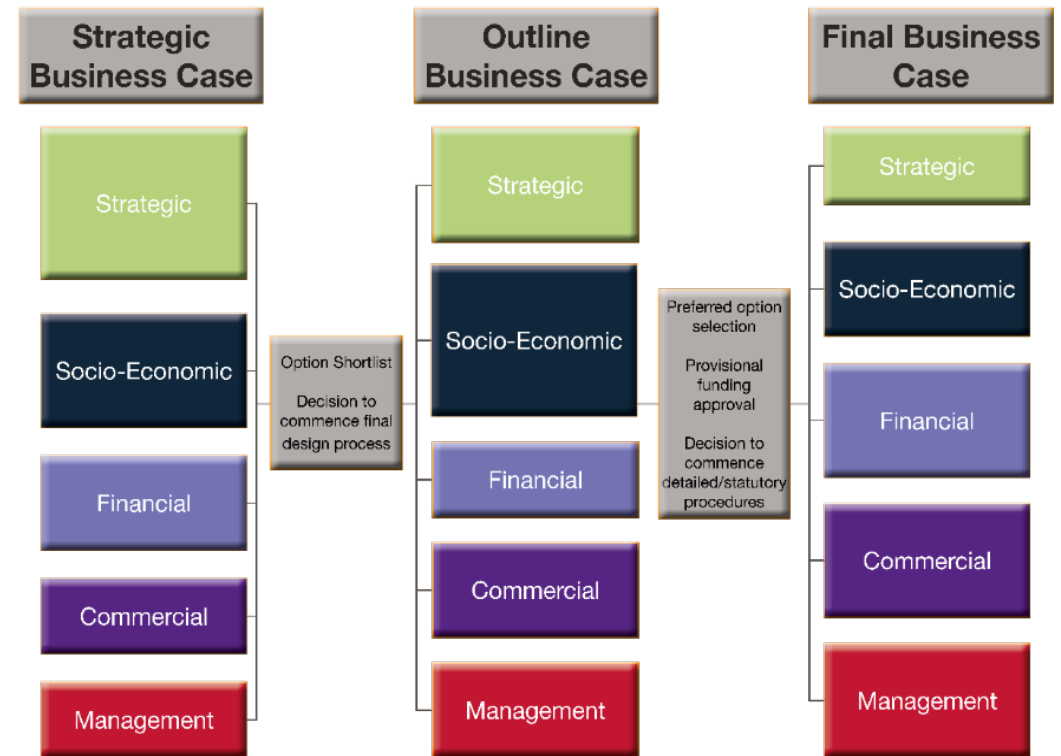 Strategic
Business Case
Strategic
Socio-Economic
Financial
Commercial
Management
Option Shortlist
Decision to
commence final
design process
Outline
Business Case
Strategic
Socio-Economic
Financial
Commercial
Management
Preferred option
selection
Provisional
funding
approval
Decision to
commence
detailed/statutory
procedures
Final Business
Case
Strategic
Socio-Economic
Financial
Commercial
Management